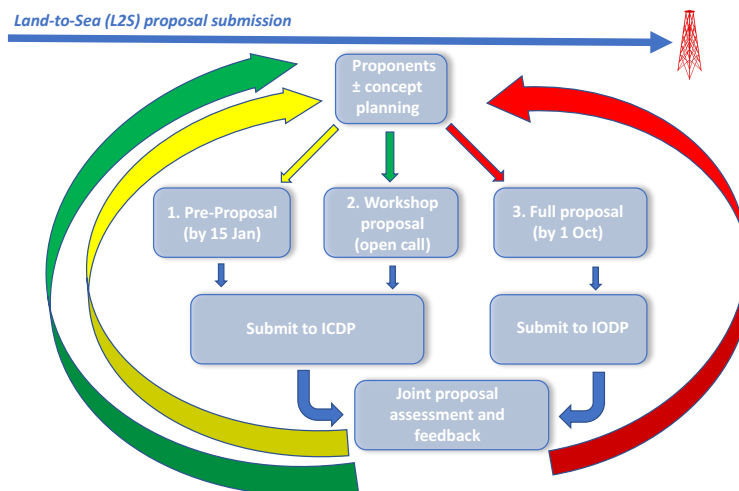 Land-to-Sea (L2S) proposal submission
Proponents
± concept
planning
1. Pre-Proposal
(by 15 Jan)
2. Workshop
proposal
(open call)
3. Full proposal
(by 1 Oct)
Submit to ICDP
Submit to IODP
Joint proposal
assessment and
feedback